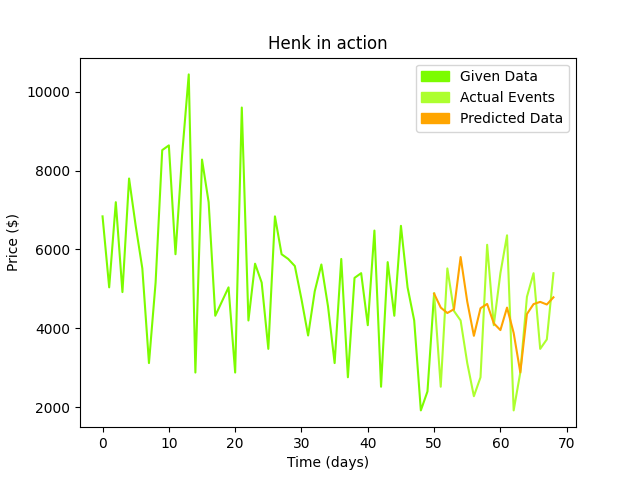 Henk in action
Given Data
Actual Events
Predicted Data
Price ($)
10000
8000
6000
4000
2000
0 10 20 30 40 50 60 70
Time (days)